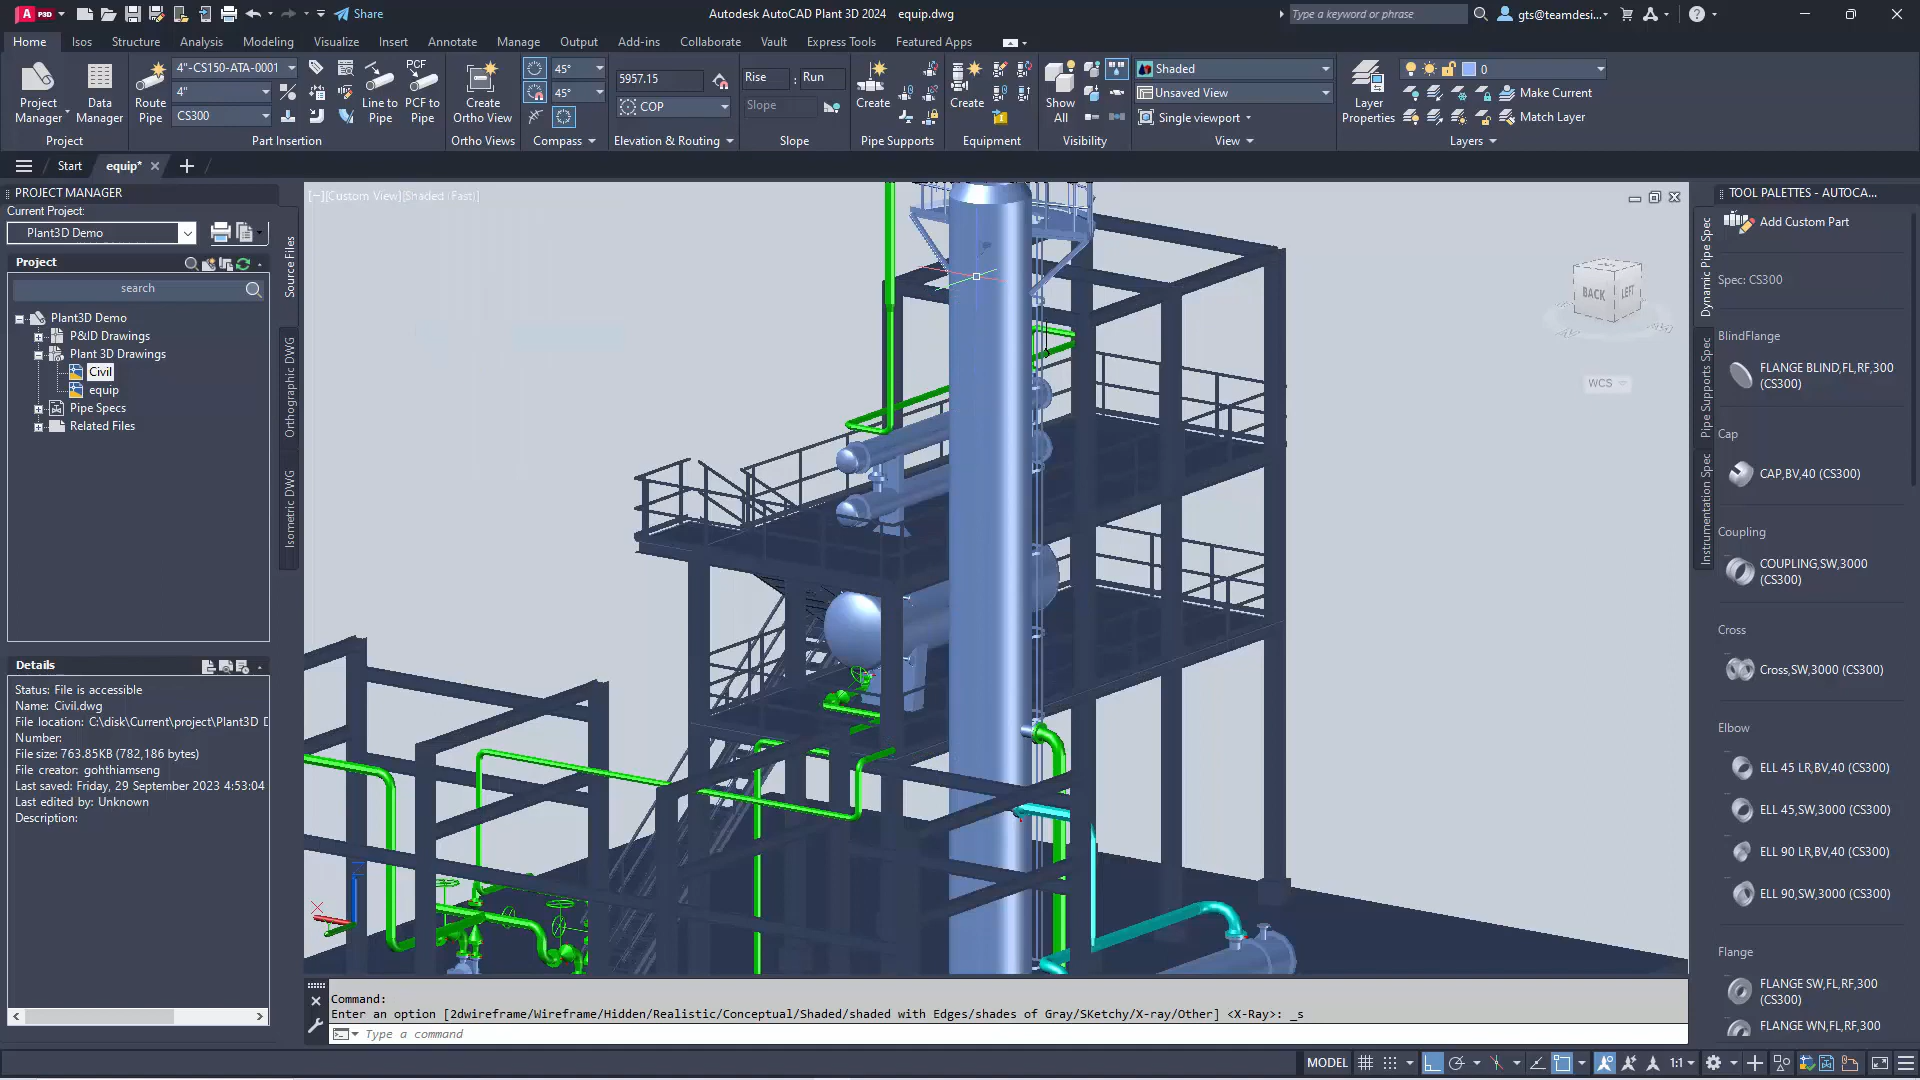 A P3D
Share
Autodesk AutoCAD Plant 3D 2024 equip.dwg
Type a keyword or phrase
gts@teamdesi...
Home
Isos
Structure
Analysis
Modeling
Visualize
Insert
Annotate
Manage
Output
Add-ins
Collaborate
Vault
Express Tools
Featured Apps
Project Manager
Data Manager
Project
Route Pipe
4"-CS150-ATA-0001
4"
CS300
Line to Pipe
PCF
PCF to Pipe
Part Insertion
Create Ortho View
Ortho Views
45°
45°
Compass
5957.15
COP
Elevation & Routing
Rise : Run
Slope
Slope
Create
Pipe Supports
Create
Equipment
Show All
Visibility
Shaded
Unsaved View
Single viewport
View
Layer Properties
0
Make Current
Match Layer
Layers
Start
equip*
PROJECT MANAGER
Current Project:
Plant3D Demo
Project
search
Plant3D Demo
P&ID Drawings
Plant 3D Drawings
Civil
equip
Pipe Specs
Related Files
Source Files
Orthographic DWG
Isometric DWG
Details
Status: File is accessible
Name: Civil.dwg
File location: C:\disk\Current\project\Plant3D D
Number:
File size: 763.85KB (782,186 bytes)
File creator: gohthiamseng
Last saved: Friday, 29 September 2023 4:53:04
Last edited by: Unknown
Description:
[−][Custom View][Shaded (Fast)]
BACK
LEFT
WCS
X
Command:
Enter an option [2dwireframe/Wireframe/Hidden/Realistic/Conceptual/Shaded/shaded with Edges/shades of Gray/SKetchy/X-ray/Other] <X-Ray>: _s
Type a command
TOOL PALETTES - AUTOCA...
Dynamic Pipe Spec
Pipe Supports Spec
Instrumentation Spec
Add Custom Part
Spec: CS300
BlindFlange
FLANGE BLIND,FL,RF,300 (CS300)
Cap
CAP,BV,40 (CS300)
Coupling
COUPLING,SW,3000 (CS300)
Cross
Cross,SW,3000 (CS300)
Elbow
ELL 45 LR,BV,40 (CS300)
ELL 45,SW,3000 (CS300)
ELL 90 LR,BV,40 (CS300)
ELL 90,SW,3000 (CS300)
Flange
FLANGE SW,FL,RF,300 (CS300)
FLANGE WN,FL,RF,300
MODEL
1:1